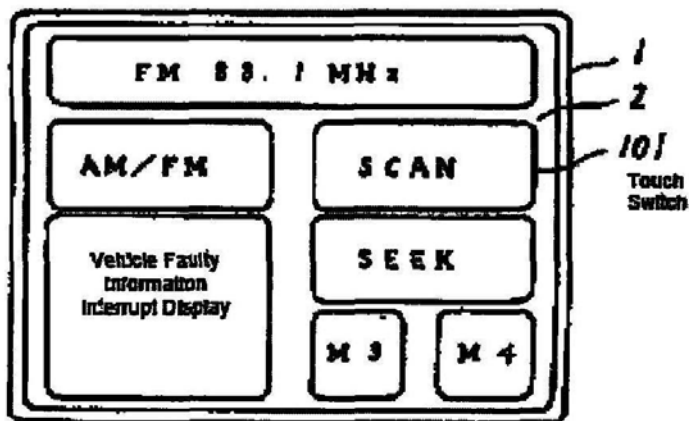 FM 88.1 MHz
1
2
AM/FM
SCAN
101
Touch
Switch
Vehicle Faulty
Information
Interrupt Display
SEEK
M 3
M 4